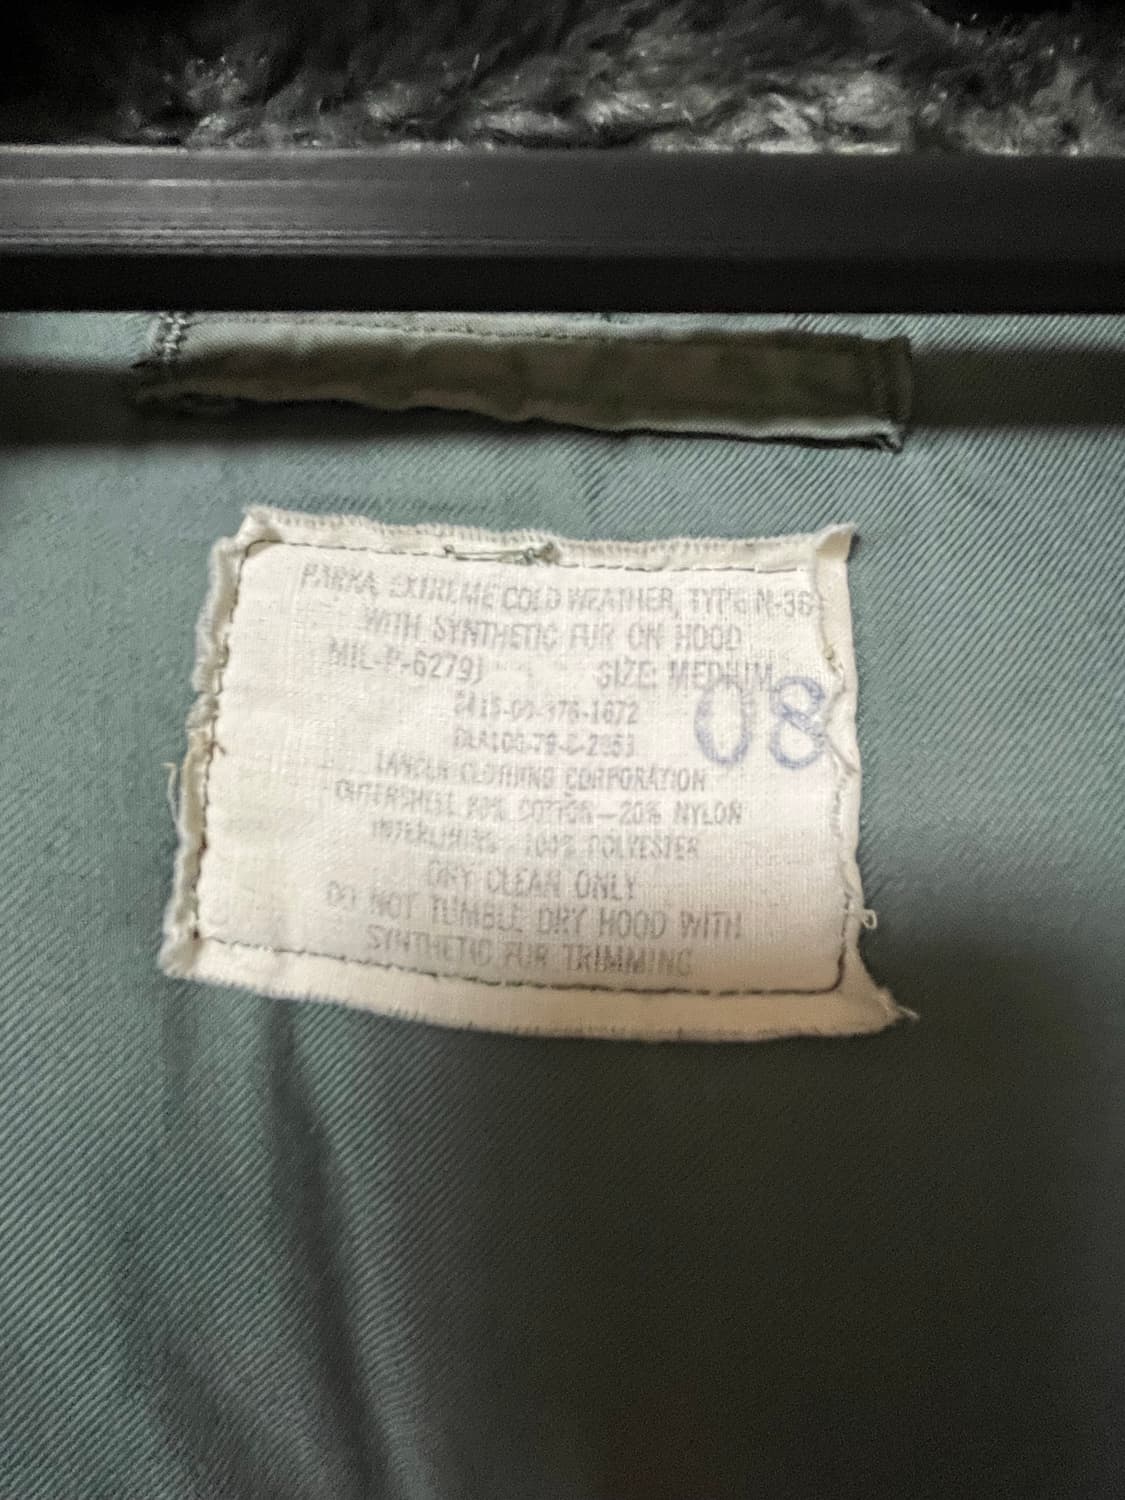 PARKA, EXTREME COLD WEATHER, TYPE N-3B
WITH SYNTHETIC FUR ON HOOD
MIL-P-6279J SIZE: MEDIUM
08
CLOTHING CORPORATION
OUTERSHELL 80% COTTON-20% NYLON
INTERLINING 100% POLYESTER
DRY CLEAN ONLY
DO NOT TUMBLE DRY HOOD WITH
SYNTHETIC FUR TRIMMING